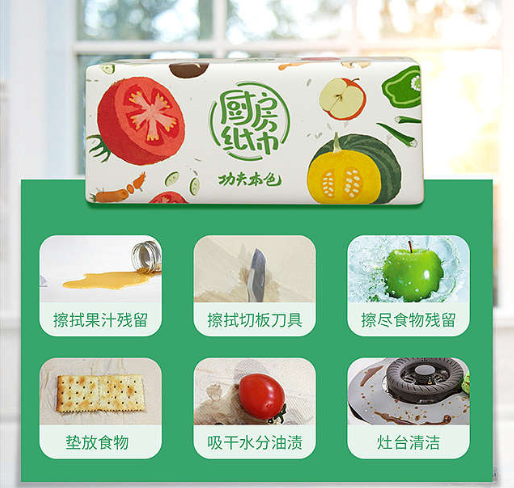 厨房
纸巾
功夫本色
擦拭果汁残留
擦拭切板刀具
擦尽食物残留
垫放食物
吸干水分油渍
灶台清洁